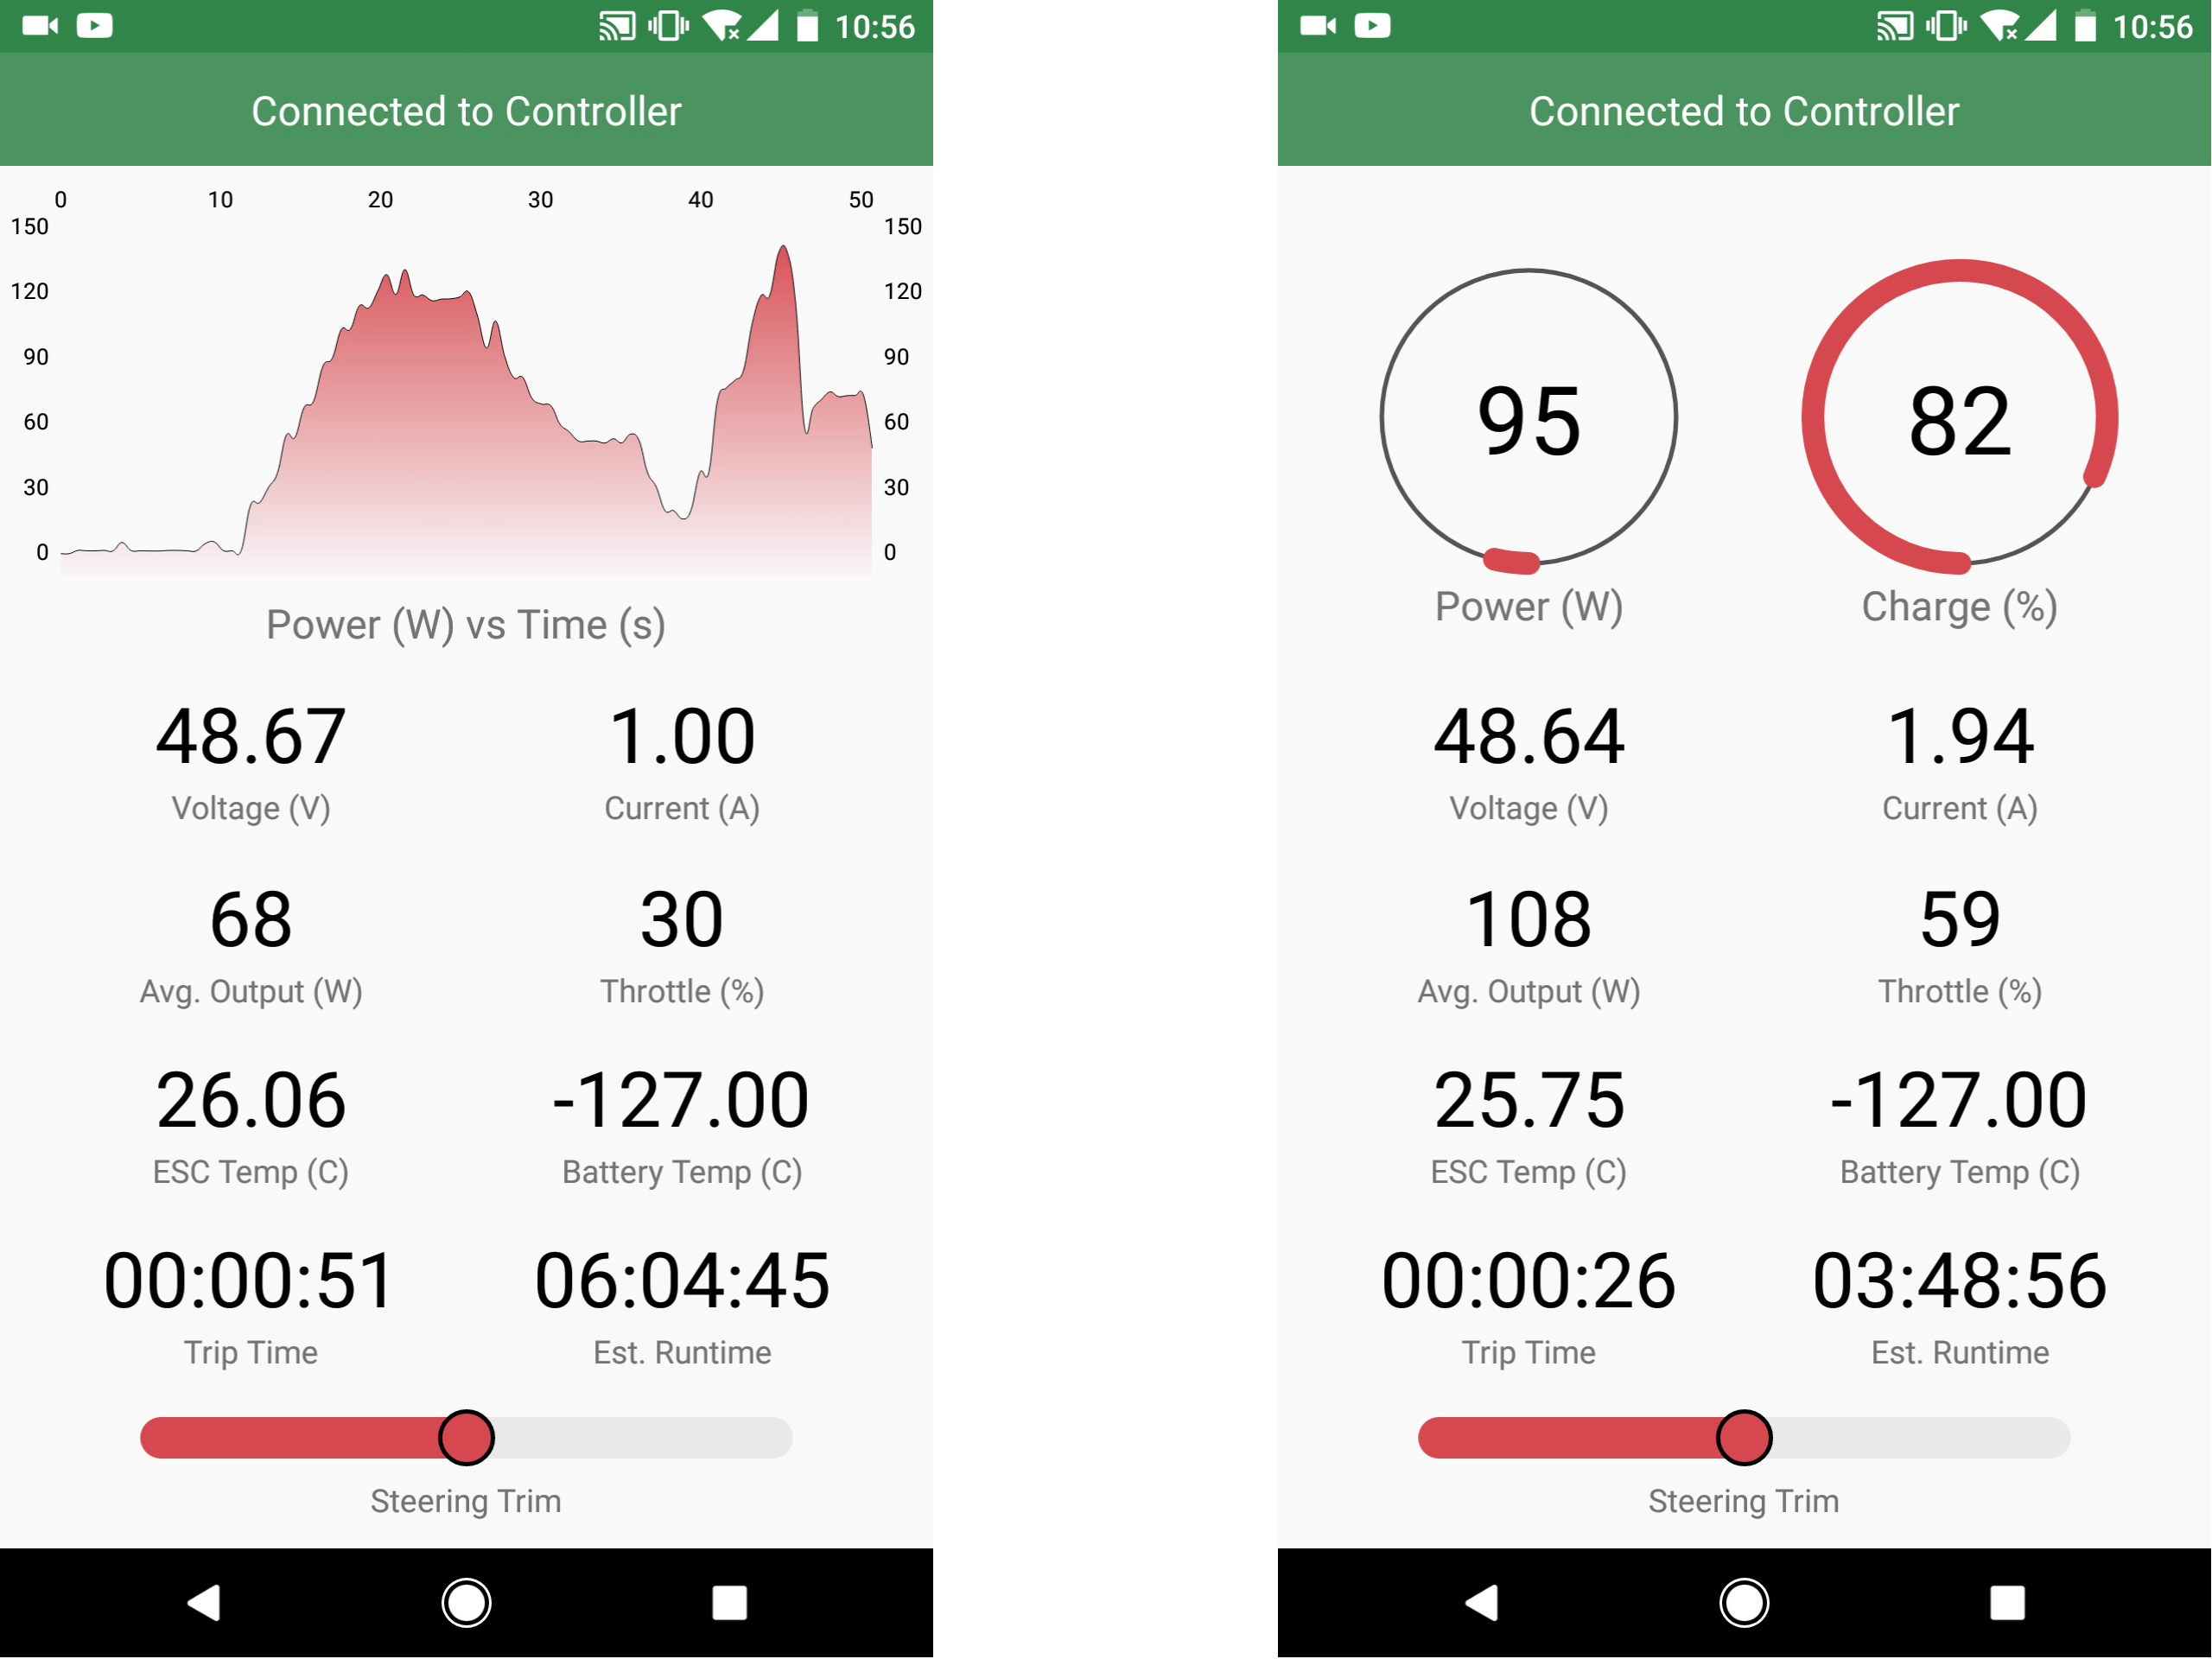 10:56
Connected to Controller
0 10 20 30 40 50
150 150
120 120
90 90
60 60
30 30
0 0
Power (W) vs Time (s)
48.67 1.00
Voltage (V) Current (A)
68 30
Avg. Output (W) Throttle (%)
26.06 -127.00
ESC Temp (C) Battery Temp (C)
00:00:51 06:04:45
Trip Time Est. Runtime
Steering Trim
10:56
Connected to Controller
95 82
Power (W) Charge (%)
48.64 1.94
Voltage (V) Current (A)
108 59
Avg. Output (W) Throttle (%)
25.75 -127.00
ESC Temp (C) Battery Temp (C)
00:00:26 03:48:56
Trip Time Est. Runtime
Steering Trim